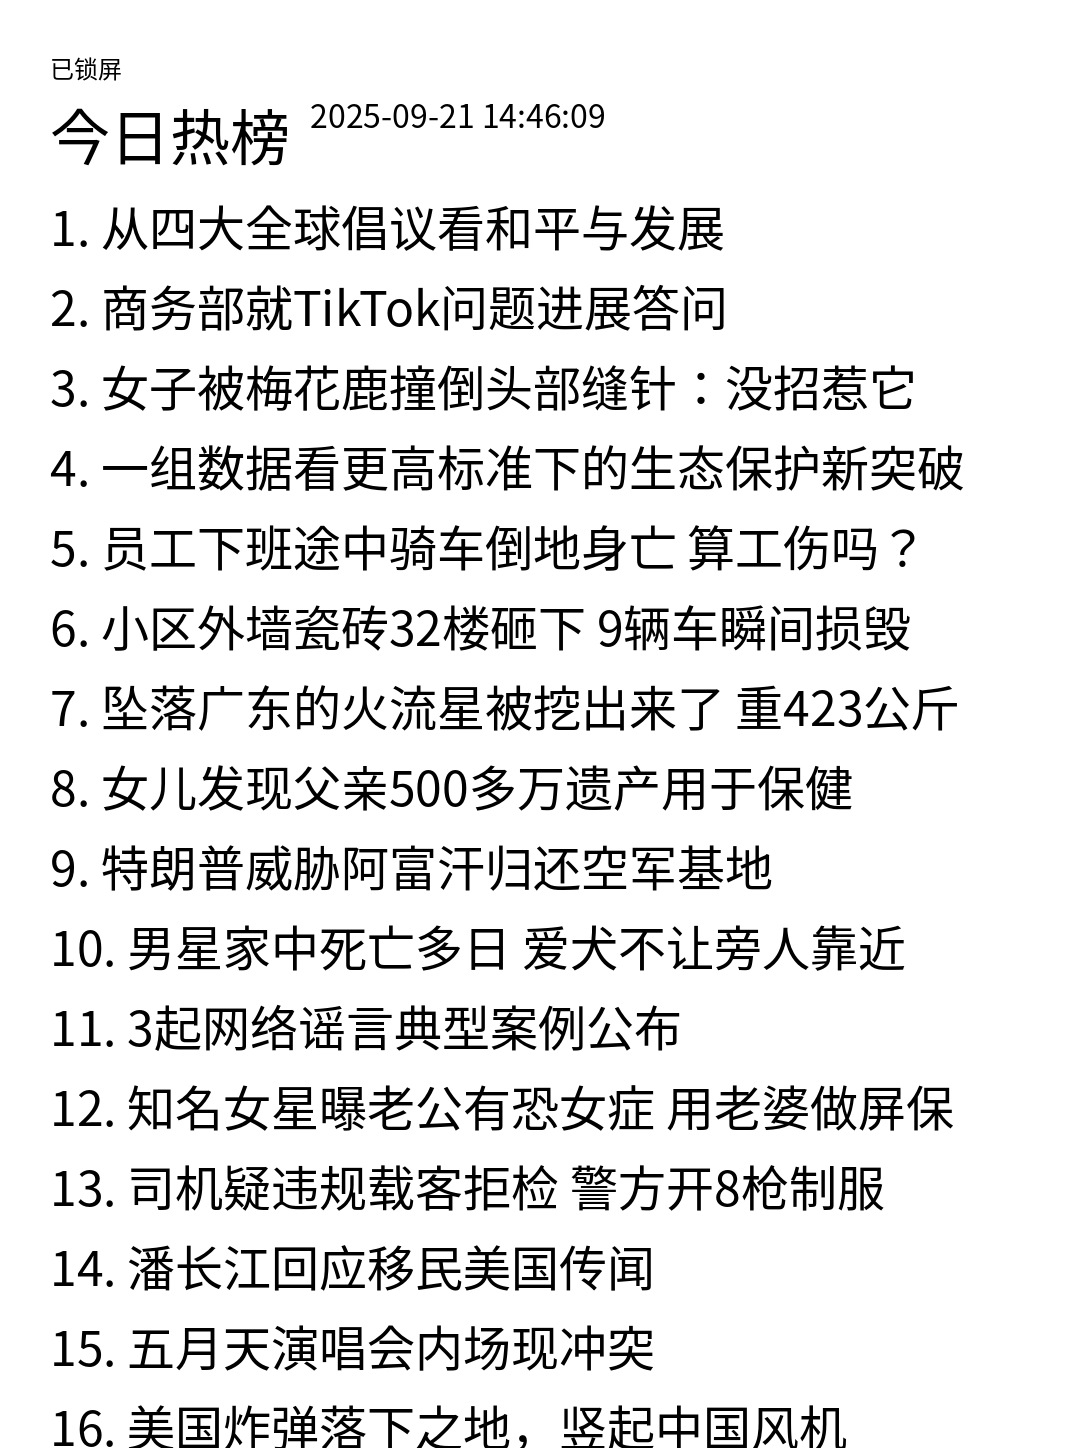 已锁屏
今日热榜 2025-09-21 14:46:09
1. 从四大全球倡议看和平与发展
2. 商务部就TikTok问题进展答问
3. 女子被梅花鹿撞倒头部缝针：没招惹它
4. 一组数据看更高标准下的生态保护新突破
5. 员工下班途中骑车倒地身亡 算工伤吗？
6. 小区外墙瓷砖32楼砸下 9辆车瞬间损毁
7. 坠落广东的火流星被挖出来了 重423公斤
8. 女儿发现父亲500多万遗产用于保健
9. 特朗普威胁阿富汗归还空军基地
10. 男星家中死亡多日 爱犬不让旁人靠近
11. 3起网络谣言典型案例公布
12. 知名女星曝老公有恐女症 用老婆做屏保
13. 司机疑违规载客拒检 警方开8枪制服
14. 潘长江回应移民美国传闻
15. 五月天演唱会内场现冲突
16. 美国炸弹落下之地，竖起中国风机